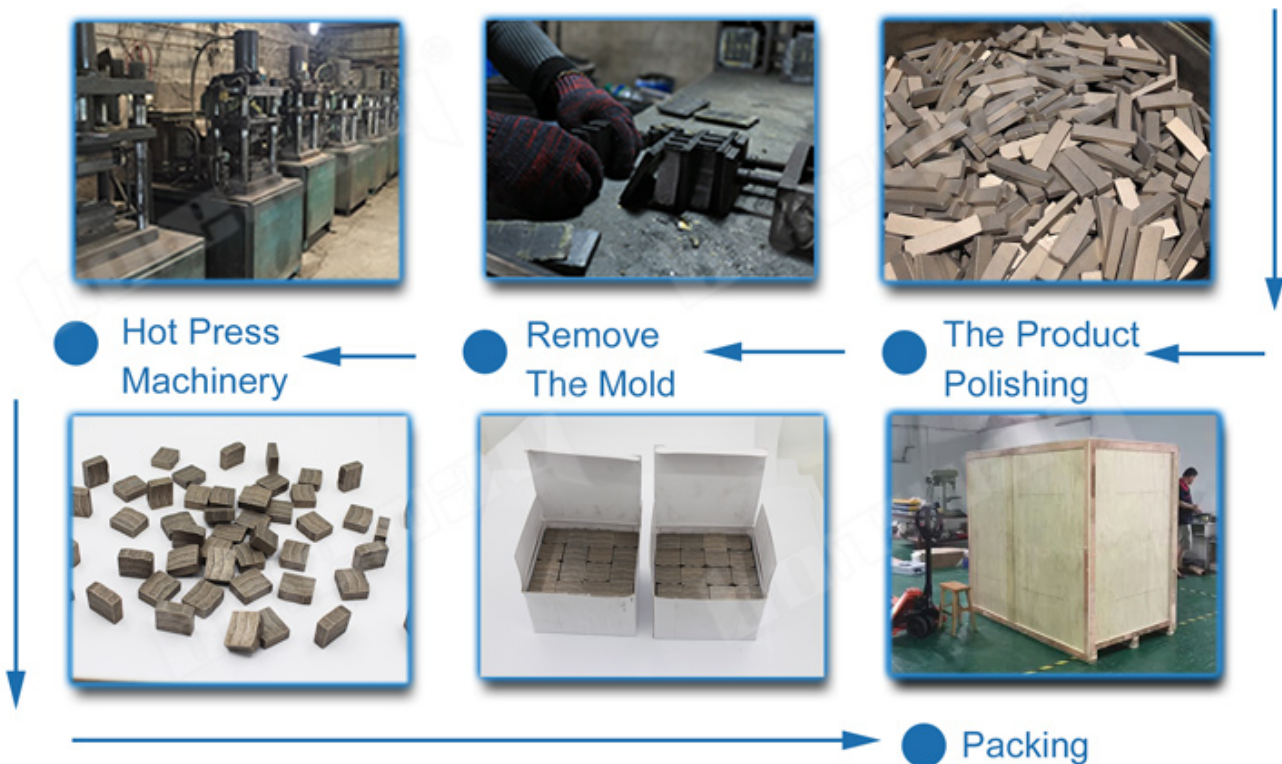 Hot Press
Machinery
Remove
The Mold
The Product
Polishing
Packing